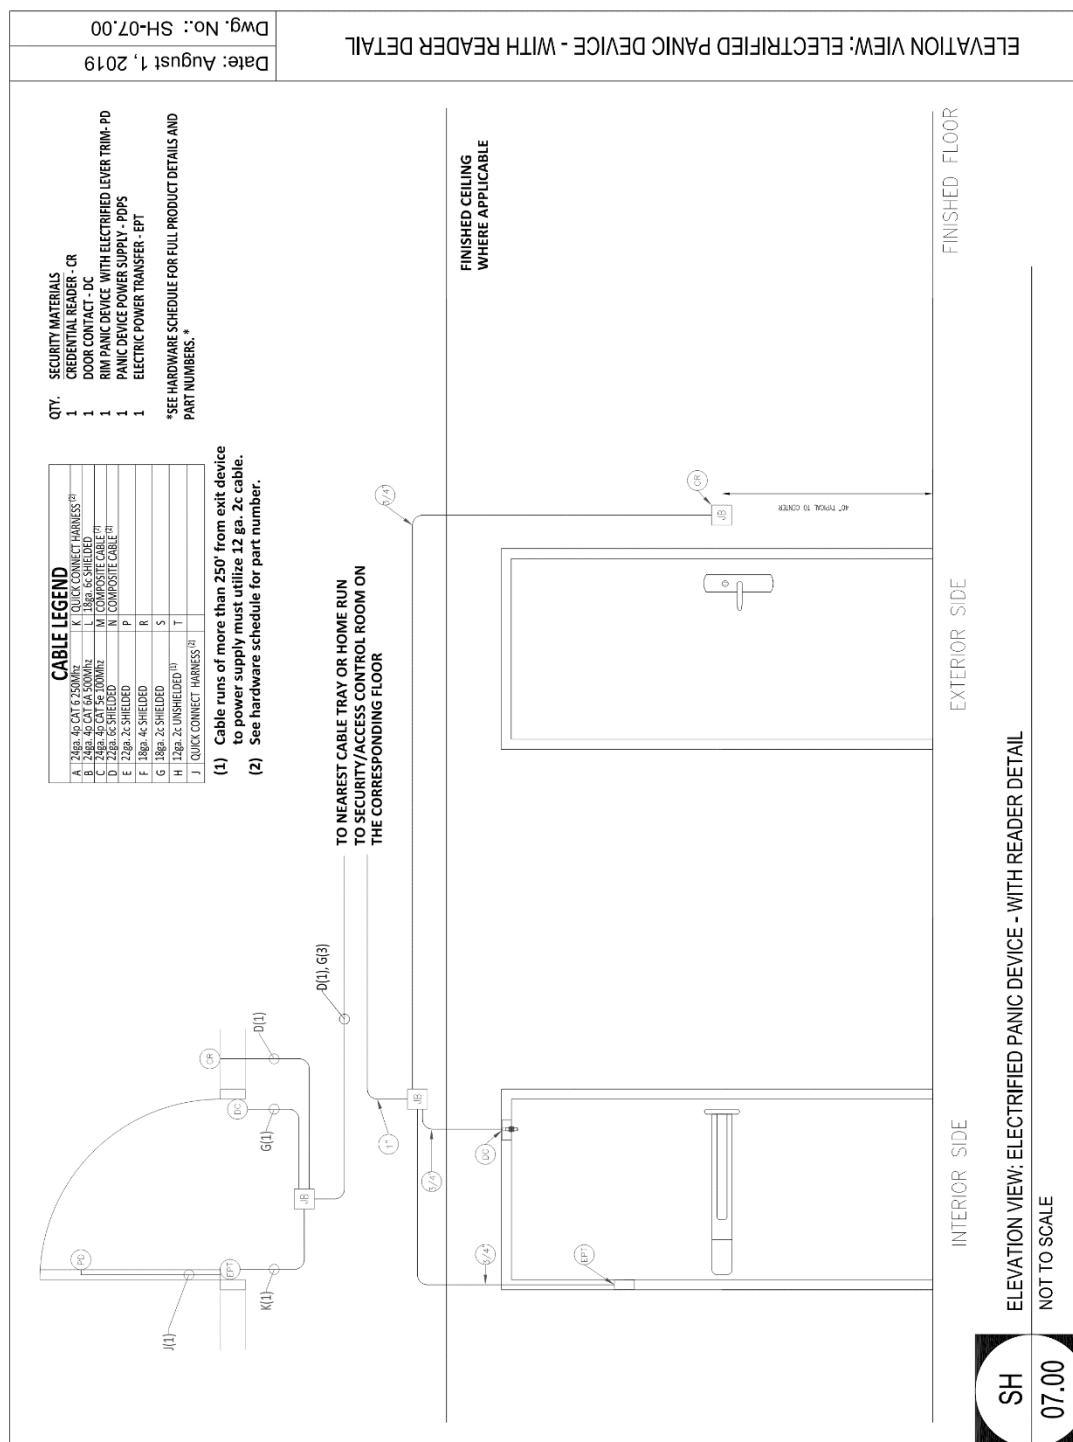 Dwg. No.: SH-07.00
Date: August 1, 2019
ELEVATION VIEW: ELECTRIFIED PANIC DEVICE - WITH READER DETAIL
QTY. SECURITY MATERIALS
1 CREDENTIAL READER - CR
1 DOOR CONTACT - DC
1 RIM PANIC DEVICE WITH ELECTRIFIED LEVER TRIM- PD
1 PANIC DEVICE POWER SUPPLY - PDPS
1 ELECTRIC POWER TRANSFER - EPT
*SEE HARDWARE SCHEDULE FOR FULL PRODUCT DETAILS AND
PART NUMBERS. *
CABLE LEGEND
A 24ga. 4p CAT 6 250Mhz K QUICK CONNECT HARNESS (2)
B 24ga. 4p CAT 6A 500Mhz L 18ga. 6c SHIELDED
C 24ga. 4p CAT 5e 100Mhz M COMPOSITE CABLE (2)
D 22ga. 6c SHIELDED N COMPOSITE CABLE (2)
E 22ga. 2c SHIELDED P
F 18ga. 4c SHIELDED R
G 18ga. 2c SHIELDED S
H 12ga. 2c UNSHIELDED (1) T
J QUICK CONNECT HARNESS (2)
(1) Cable runs of more than 250' from exit device
to power supply must utilize 12 ga. 2c cable.
(2) See hardware schedule for part number.
PD
J(1)
EPT
K(1)
JB
DC
G(1)
CR
D(1)
D(1), G(3)
TO NEAREST CABLE TRAY OR HOME RUN
TO SECURITY/ACCESS CONTROL ROOM ON
THE CORRESPONDING FLOOR
FINISHED CEILING
WHERE APPLICABLE
3/4"
1"
JB
3/4"
3/4"
DC
EPT
CR
JB
40" TYPICAL TO CENTER
INTERIOR SIDE
EXTERIOR SIDE
FINISHED FLOOR
SH
07.00
ELEVATION VIEW: ELECTRIFIED PANIC DEVICE - WITH READER DETAIL
NOT TO SCALE